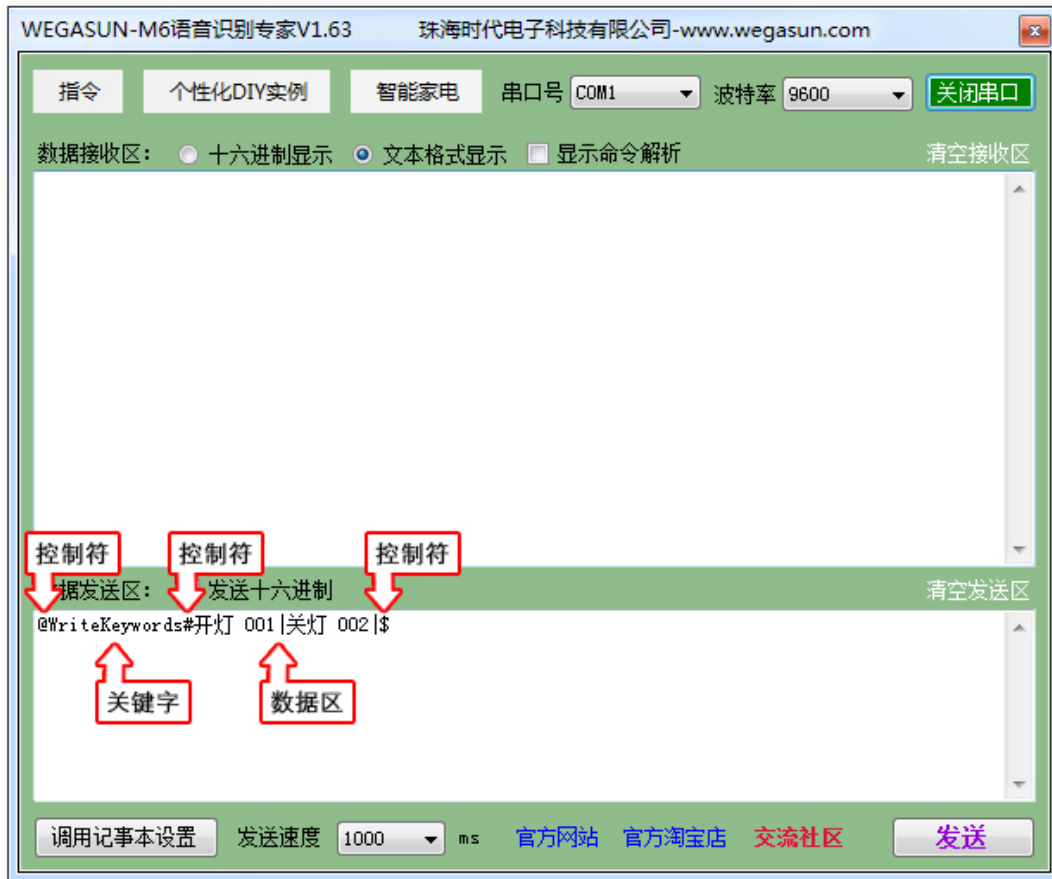 WEGASUN-M6语音识别专家V1.63 珠海时代电子科技有限公司-www.wegasun.com
指令 个性化DIY实例 智能家电 串口号 COM1 波特率 9600 关闭串口
数据接收区: 十六进制显示 文本格式显示 显示命令解析 清空接收区
控制符 控制符 控制符
据发送区: 发送十六进制 清空发送区
@WriteKeywords#开灯 001|关灯 002|$
关键字 数据区
调用记事本设置 发送速度 1000 ms 官方网站 官方淘宝店 交流社区 发送